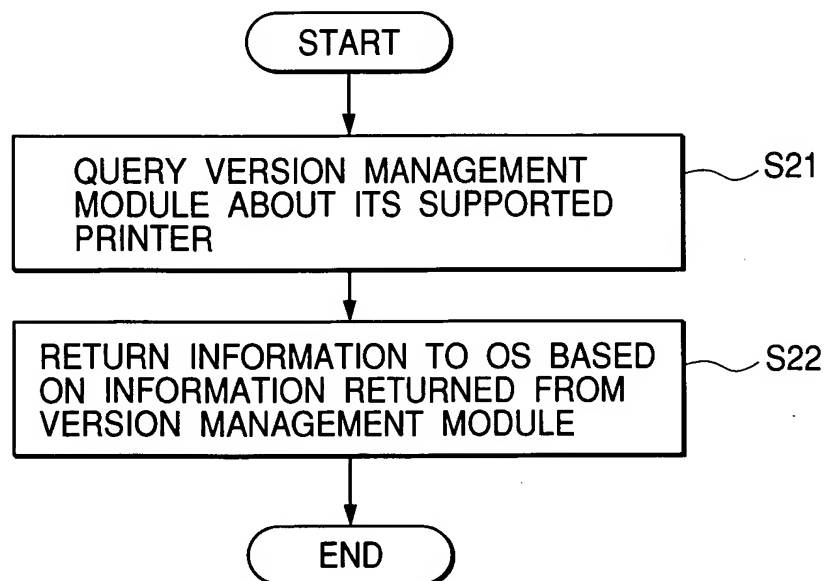 START
QUERY VERSION MANAGEMENT
MODULE ABOUT ITS SUPPORTED
PRINTER
S21
RETURN INFORMATION TO OS BASED
ON INFORMATION RETURNED FROM
VERSION MANAGEMENT MODULE
S22
END